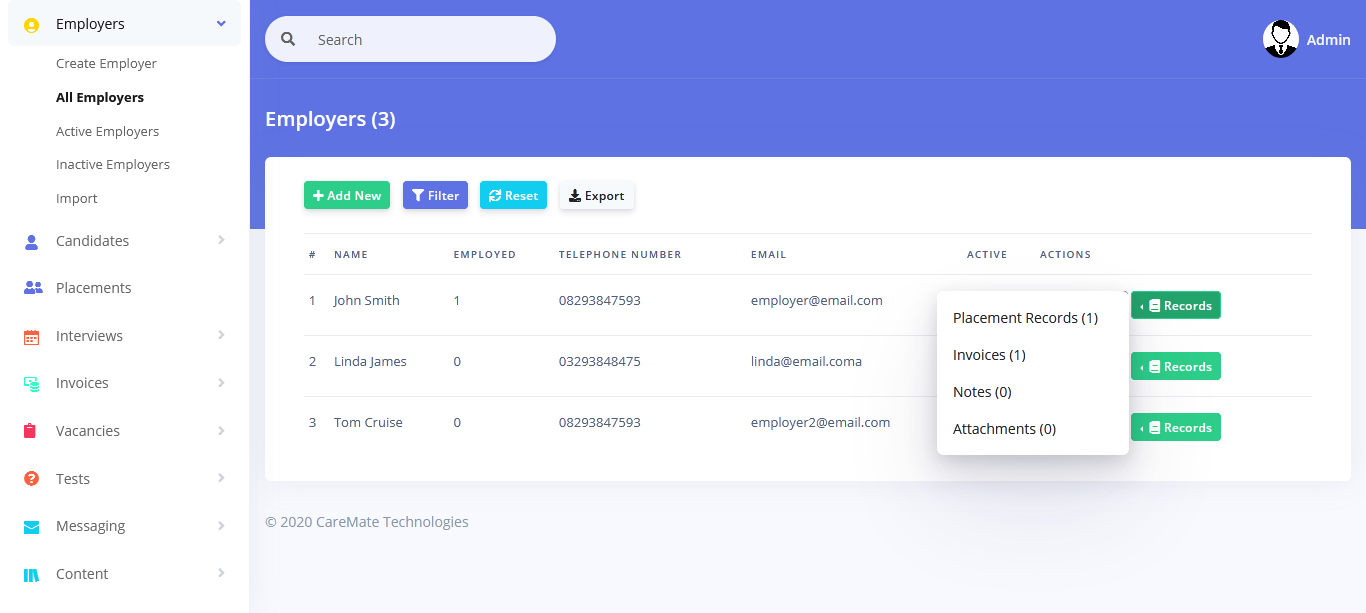 Employers
Create Employer
All Employers
Active Employers
Inactive Employers
Import
Candidates
Placements
Interviews
Invoices
Vacancies
Tests
Messaging
Content
Search
Admin
Employers (3)
Add New Filter Reset Export
# NAME EMPLOYED TELEPHONE NUMBER EMAIL ACTIVE ACTIONS
1 John Smith 1 08293847593 employer@email.com Records
2 Linda James 0 03293848475 linda@email.coma Records
3 Tom Cruise 0 08293847593 employer2@email.com Records
Placement Records (1)
Invoices (1)
Notes (0)
Attachments (0)
© 2020 CareMate Technologies